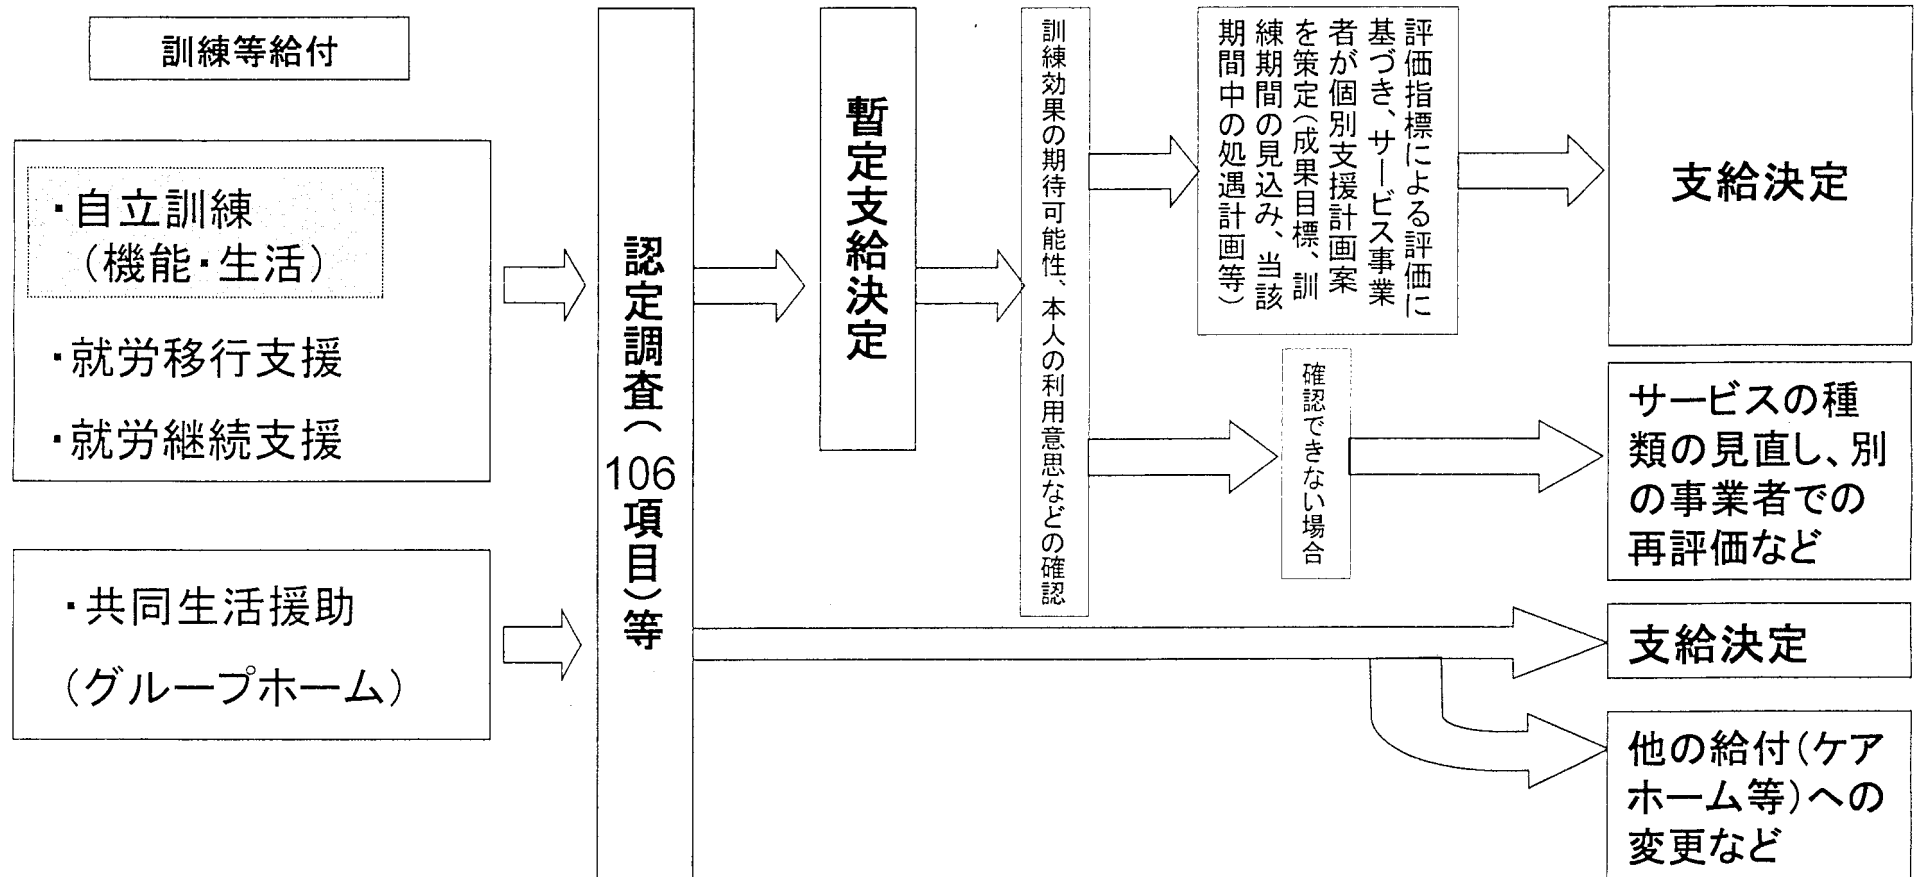 訓練等給付
・自立訓練
（機能・生活）
・就労移行支援
・就労継続支援
・共同生活援助
（グループホーム）
認定調査（106項目）等
暫定支給決定
訓練効果の期待可能性、本人の利用意思などの確認
評価指標による評価に
基づき、サービス事業
者が個別支援計画案
を策定（成果目標、訓
練期間の見込み、当該
期間中の処遇計画等）
確認できない場合
支給決定
サービスの種
類の見直し、別
の事業者での
再評価など
支給決定
他の給付（ケア
ホーム等）への
変更など